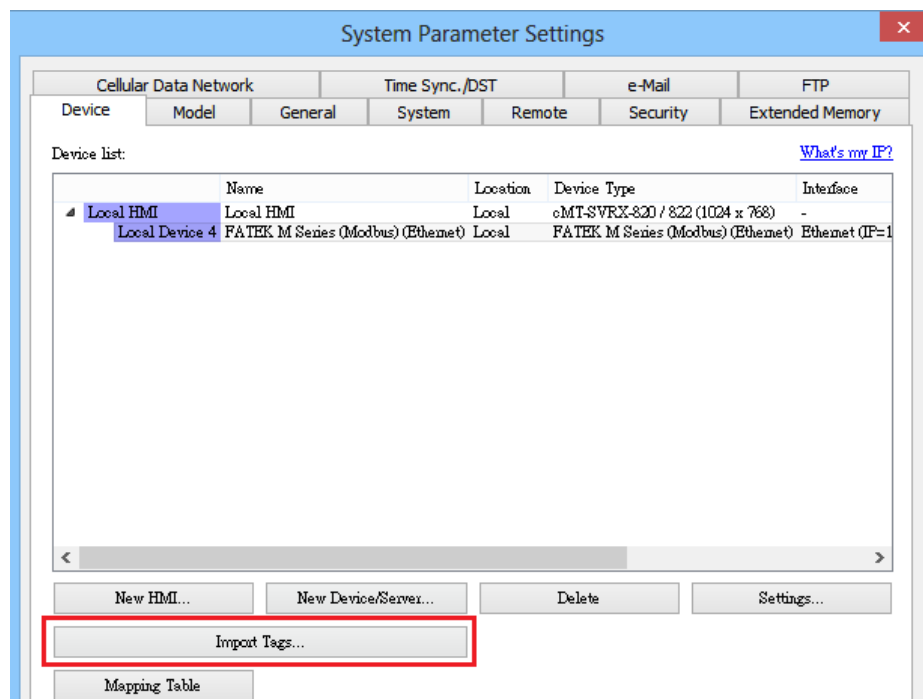 System Parameter Settings
Cellular Data Network Time Sync./DST e-Mail FTP
Device Model General System Remote Security Extended Memory
Device list: What's my IP?
Name Location Device Type Interface
Local HMI Local HMI Local cMT-SVRX-820 / 822 (1024 x 768) -
Local Device 4 FATEK M Series (Modbus) (Ethernet) Local FATEK M Series (Modbus) (Ethernet) Ethernet (IP=1
New HMI... New Device/Server... Delete Settings...
Import Tags...
Mapping Table